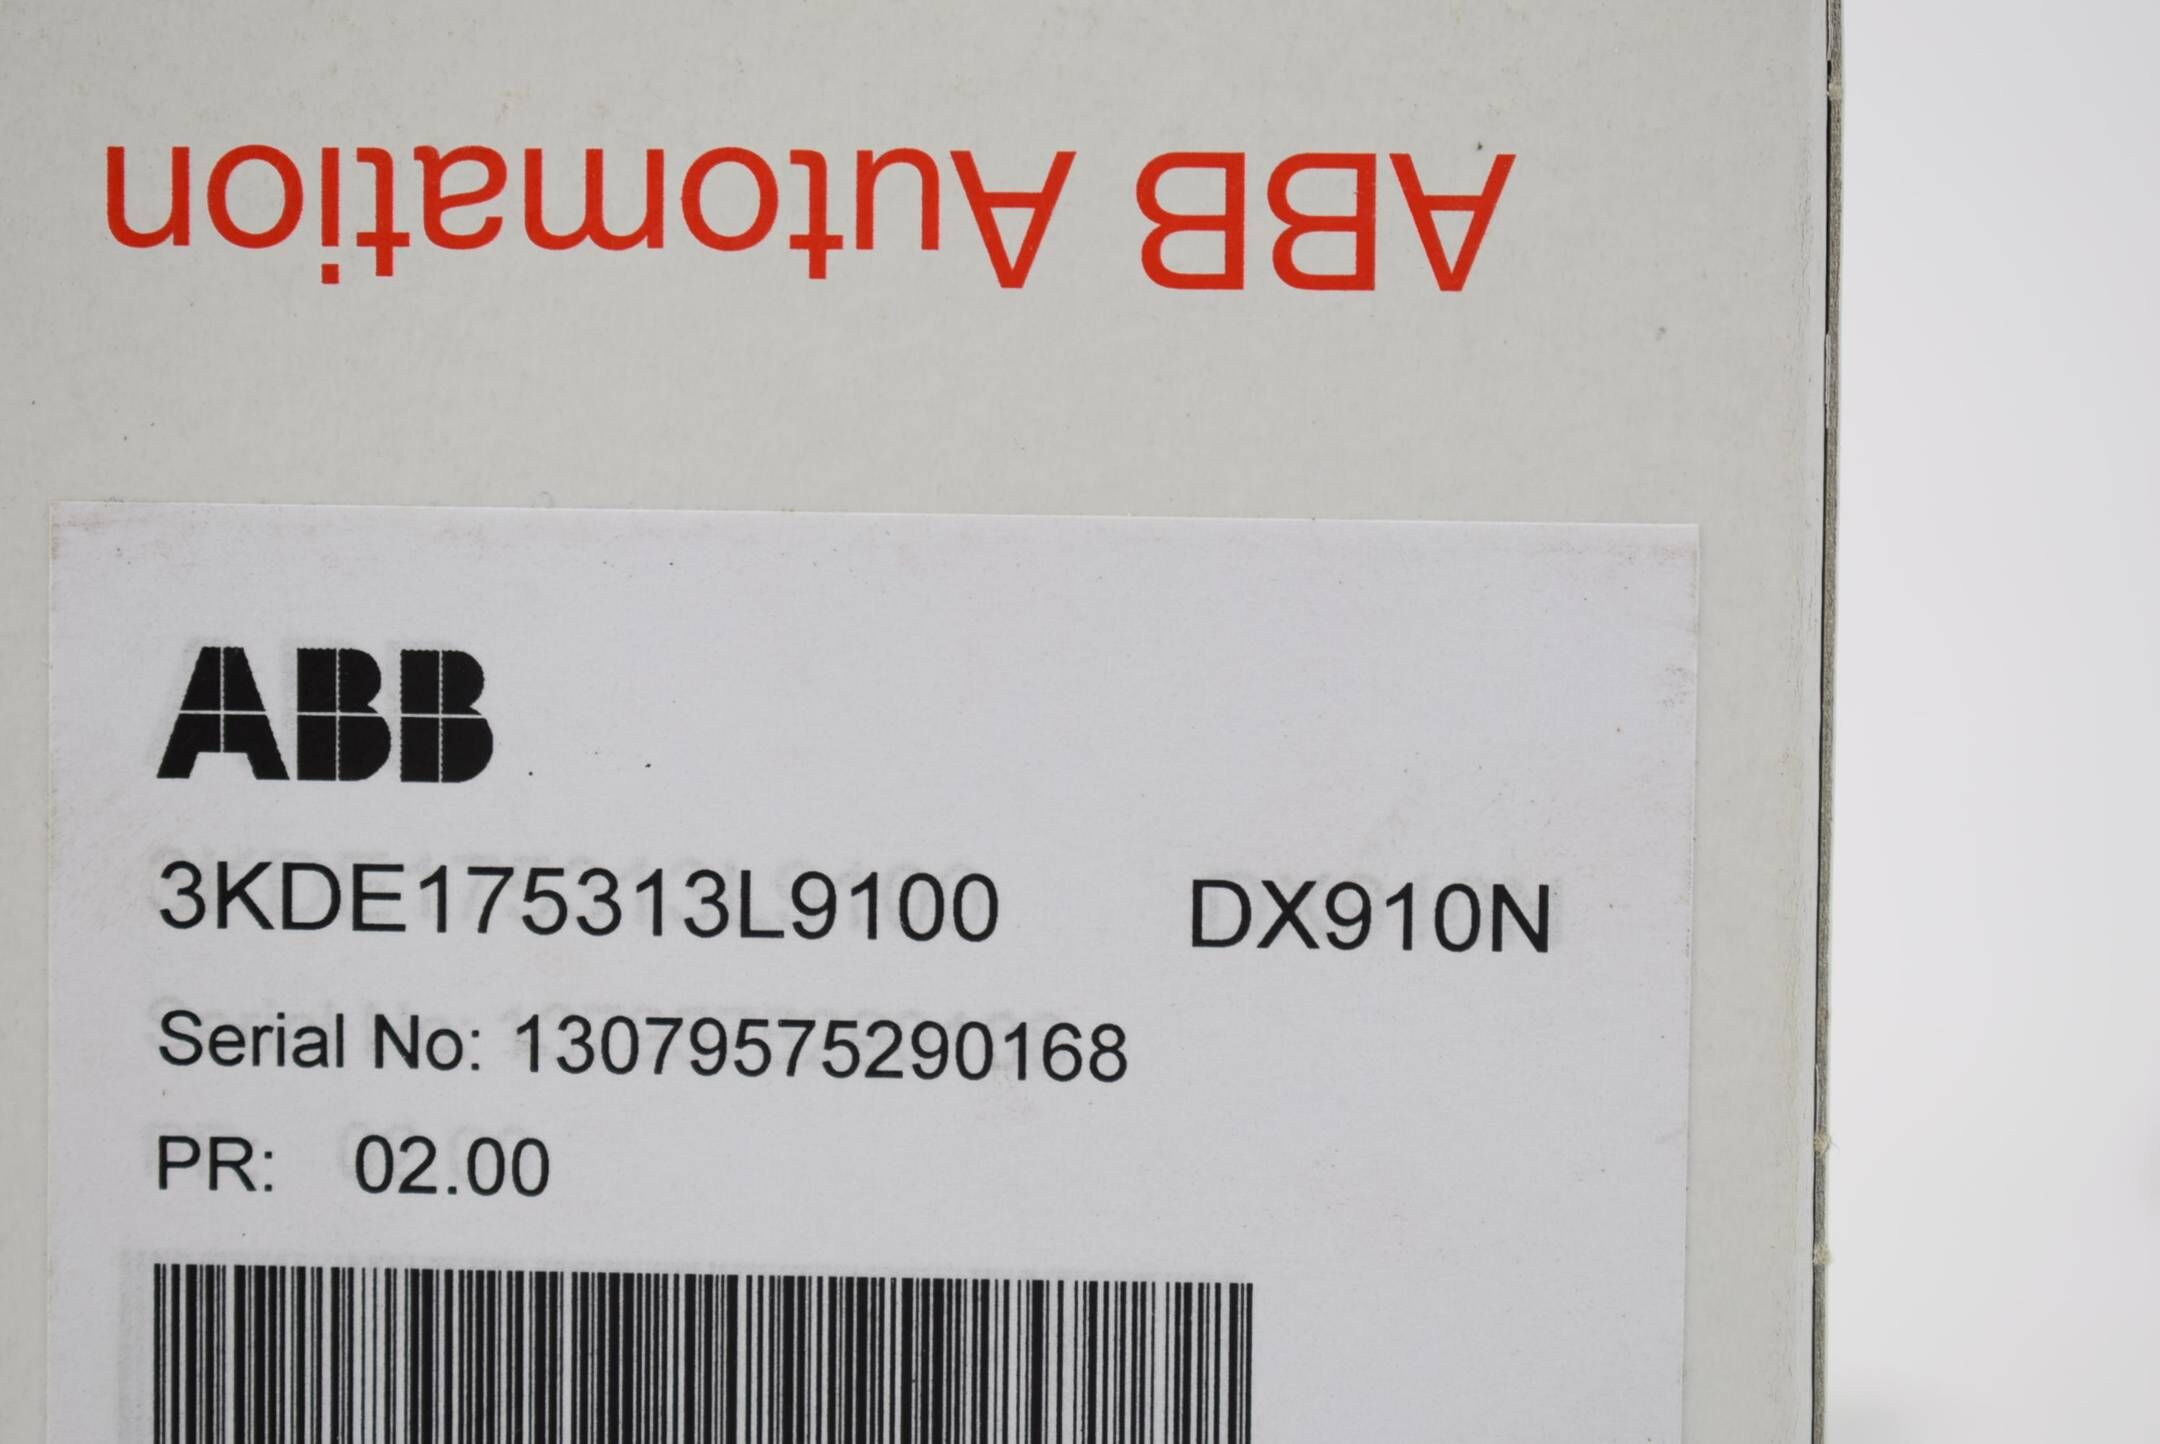 ABB Automation
ABB
3KDE175313L9100 DX910N
Serial No: 13079575290168
PR: 02.00